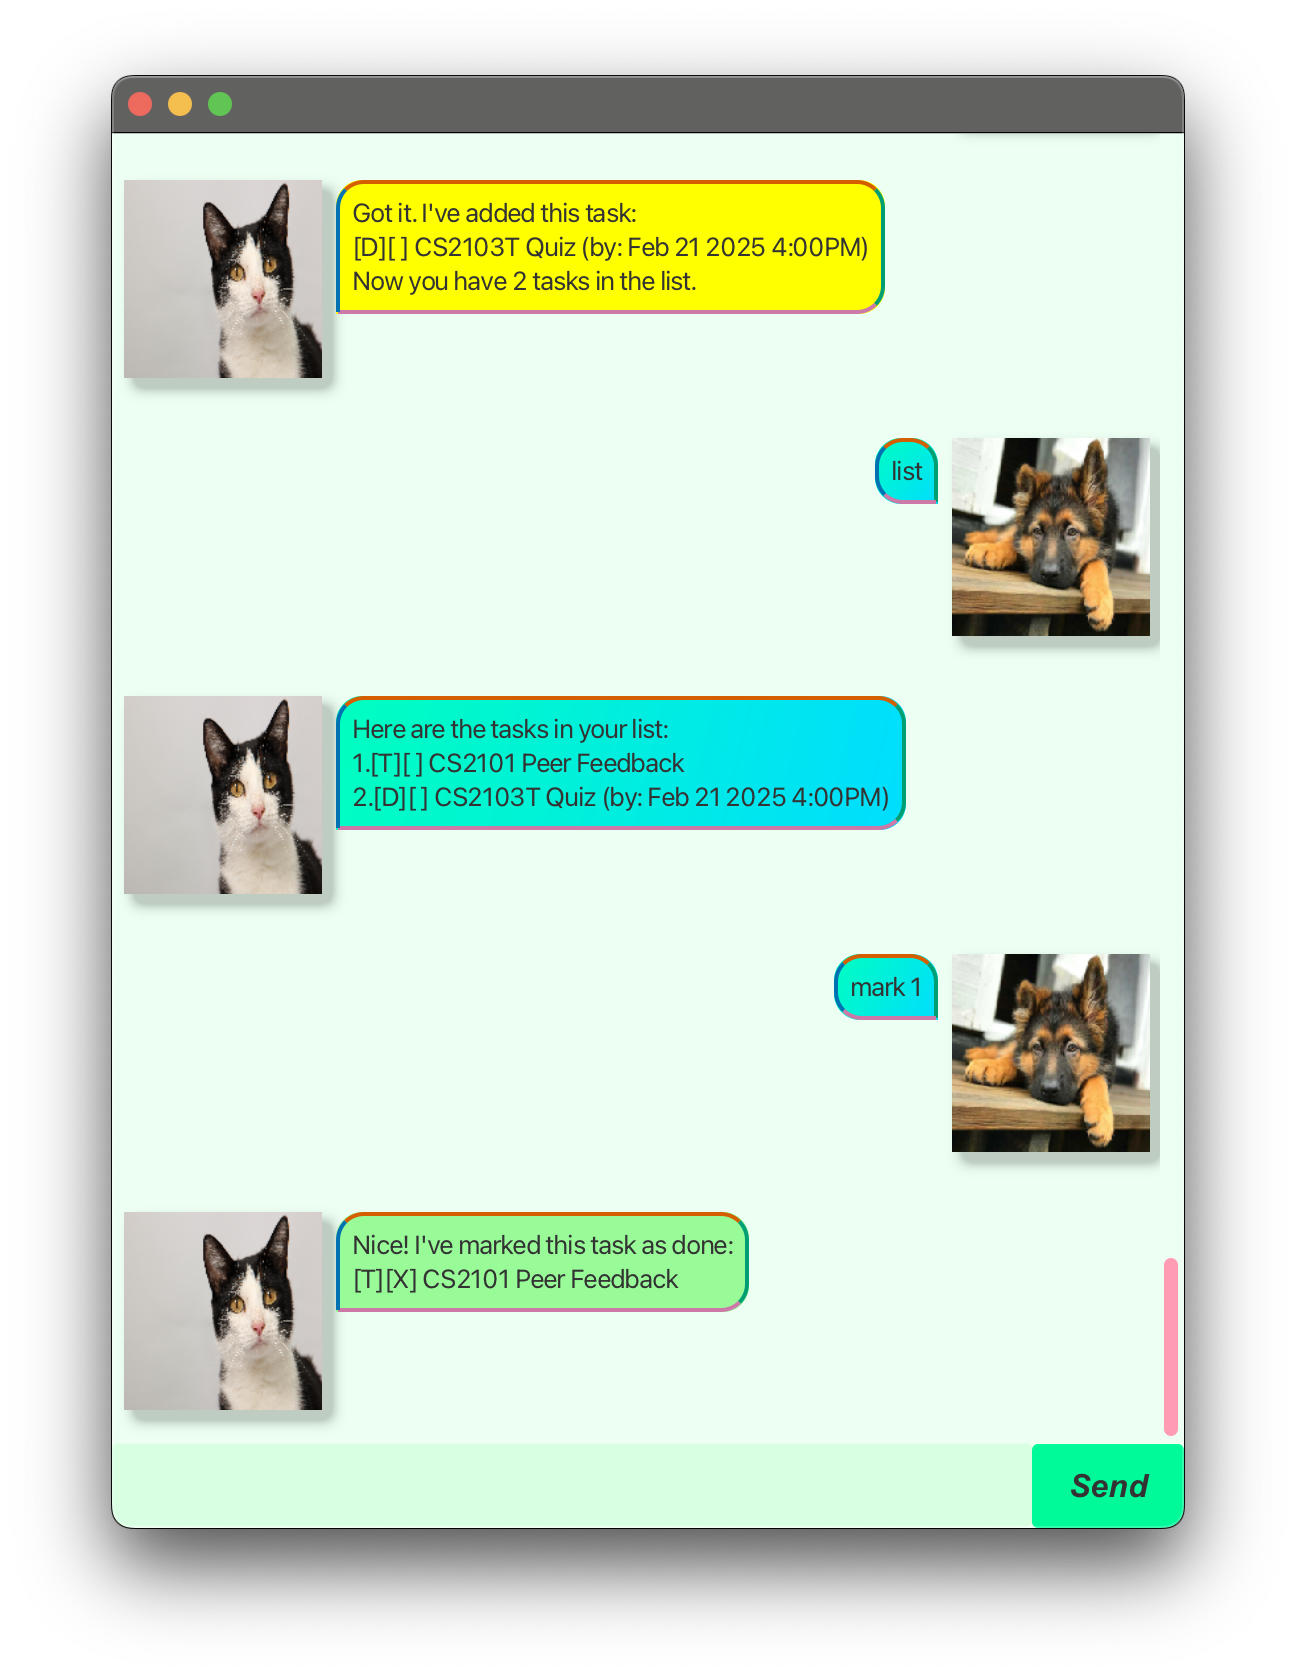 Got it. I've added this task:
[D][ ] CS2103T Quiz (by: Feb 21 2025 4:00PM)
Now you have 2 tasks in the list.
list
Here are the tasks in your list:
1.[T][ ] CS2101 Peer Feedback
2.[D][ ] CS2103T Quiz (by: Feb 21 2025 4:00PM)
mark 1
Nice! I've marked this task as done:
[T][X] CS2101 Peer Feedback
Send